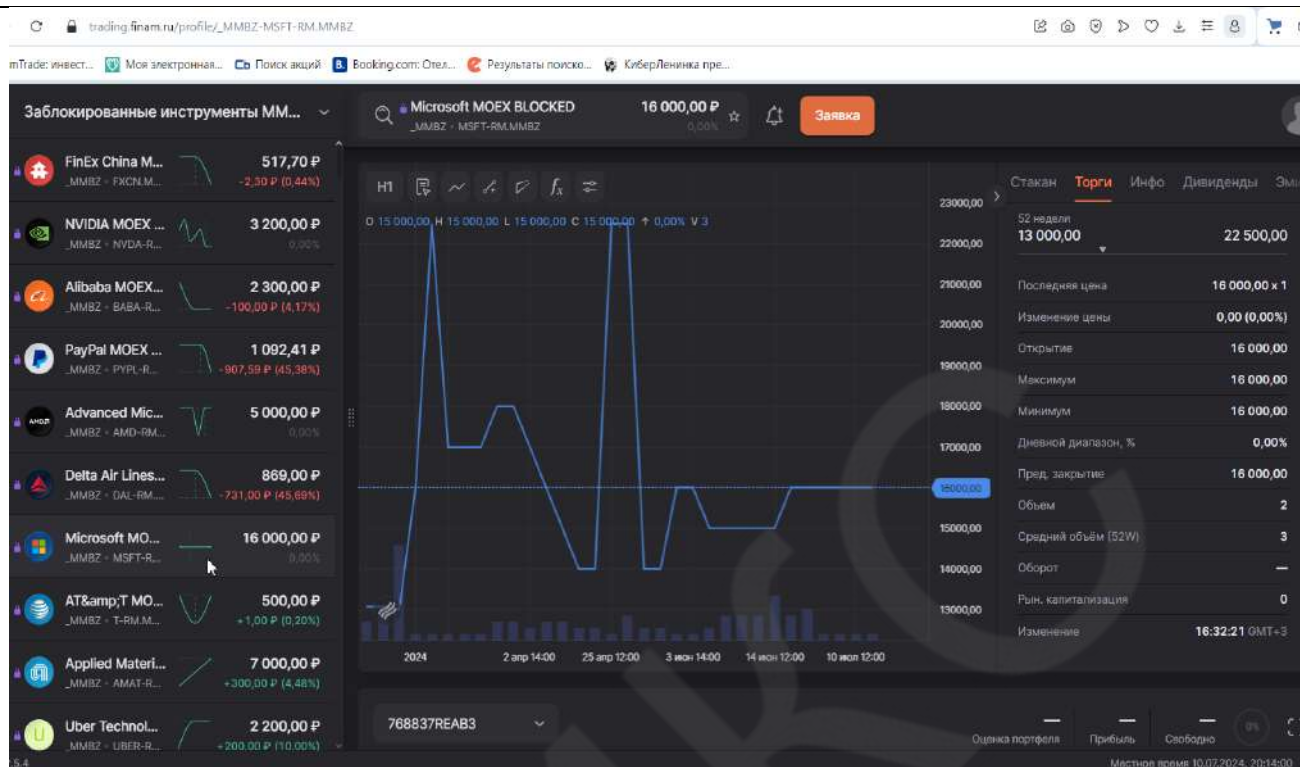 trading.finam.ru/profile/_MMBZ-MSFT-RM.MMBZ
mTrade: инвест... Моя электронная... Поиск акций Booking.com: Отел... Результаты поиско... КиберЛенинка пре...
Заблокированные инструменты MM...
FinEx China M... 517,70 ₽
_MMBZ · FXCN.M... -2,30 ₽ (0,44%)
NVIDIA MOEX ... 3 200,00 ₽
_MMBZ · NVDA-R... 0,00%
Alibaba MOEX... 2 300,00 ₽
_MMBZ · BABA-R... -100,00 ₽ (4,17%)
PayPal MOEX ... 1 092,41 ₽
_MMBZ · PYPL-R... -907,59 ₽ (45,38%)
AMD
Advanced Mic... 5 000,00 ₽
_MMBZ · AMD-RM... 0,00%
Delta Air Lines... 869,00 ₽
_MMBZ · DAL-RM... -731,00 ₽ (45,69%)
Microsoft MO... 16 000,00 ₽
_MMBZ · MSFT-R... 0,00%
AT&amp;T MO... 500,00 ₽
_MMBZ · T-RM.M... +1,00 ₽ (0,20%)
Applied Materi... 7 000,00 ₽
_MMBZ · AMAT-R... +300,00 ₽ (4,48%)
Uber Technol... 2 200,00 ₽
_MMBZ · UBER-R... +200,00 ₽ (10,00%)
5.4
Microsoft MOEX BLOCKED 16 000,00 ₽
_MMBZ · MSFT-RM.MMBZ 0,00%
Заявка
H1
O 15 000,00 H 15 000,00 L 15 000,00 C 15 000,00 0,00% V 3
23000,00
22000,00
21000,00
20000,00
19000,00
18000,00
17000,00
16000,00
15000,00
14000,00
13000,00
2024 2 апр 14:00 25 апр 12:00 3 июн 14:00 14 июн 12:00 10 июл 12:00
Стакан Торги Инфо Дивиденды
52 недели
13 000,00 22 500,00
Последняя цена 16 000,00 x 1
Изменение цены 0,00 (0,00%)
Открытие 16 000,00
Максимум 16 000,00
Минимум 16 000,00
Дневной диапазон, % 0,00%
Пред. закрытие 16 000,00
Объем 2
Средний объём (52W) 3
Оборот —
Рын. капитализация 0
Изменение 16:32:21 GMT+3
768837REAB3
— — — 0%
Оценка портфеля Прибыль Свободно
Местное время 10.07.2024, 20:14:00